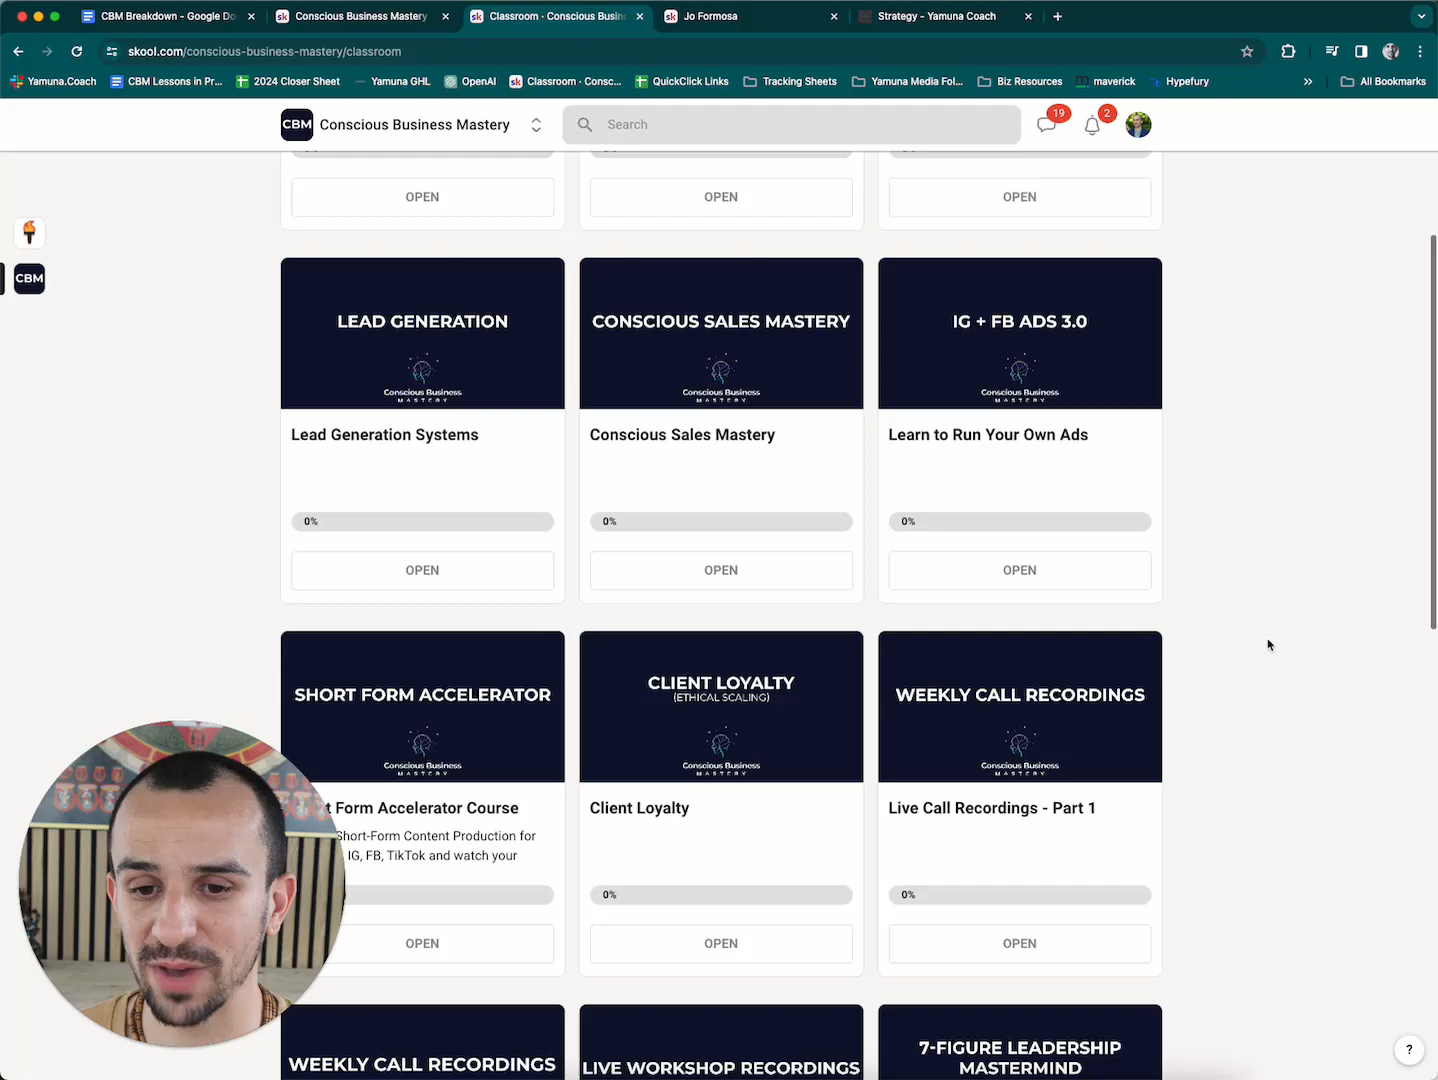 CBM Breakdown - Google Do
Conscious Business Mastery
Classroom · Conscious Busin
Jo Formosa
Strategy - Yamuna Coach
skool.com/conscious-business-mastery/classroom
Yamuna.Coach
CBM Lessons in Pr...
2024 Closer Sheet
Yamuna GHL
OpenAI
Classroom · Consc...
QuickClick Links
Tracking Sheets
Yamuna Media Fol...
Biz Resources
maverick
Hypefury
»
All Bookmarks
CBM
Conscious Business Mastery
Search
19
2
OPEN
OPEN
OPEN
CBM
LEAD GENERATION
Conscious Business
MASTERY
CONSCIOUS SALES MASTERY
Conscious Business
MASTERY
IG + FB ADS 3.0
Conscious Business
MASTERY
Lead Generation Systems
Conscious Sales Mastery
Learn to Run Your Own Ads
0%
0%
0%
OPEN
OPEN
OPEN
SHORT FORM ACCELERATOR
Conscious Business
MASTERY
CLIENT LOYALTY
(ETHICAL SCALING)
Conscious Business
MASTERY
WEEKLY CALL RECORDINGS
Conscious Business
MASTERY
t Form Accelerator Course
Short-Form Content Production for
IG, FB, TikTok and watch your
Client Loyalty
Live Call Recordings - Part 1
0%
0%
OPEN
OPEN
OPEN
WEEKLY CALL RECORDINGS
LIVE WORKSHOP RECORDINGS
7-FIGURE LEADERSHIP
MASTERMIND
?